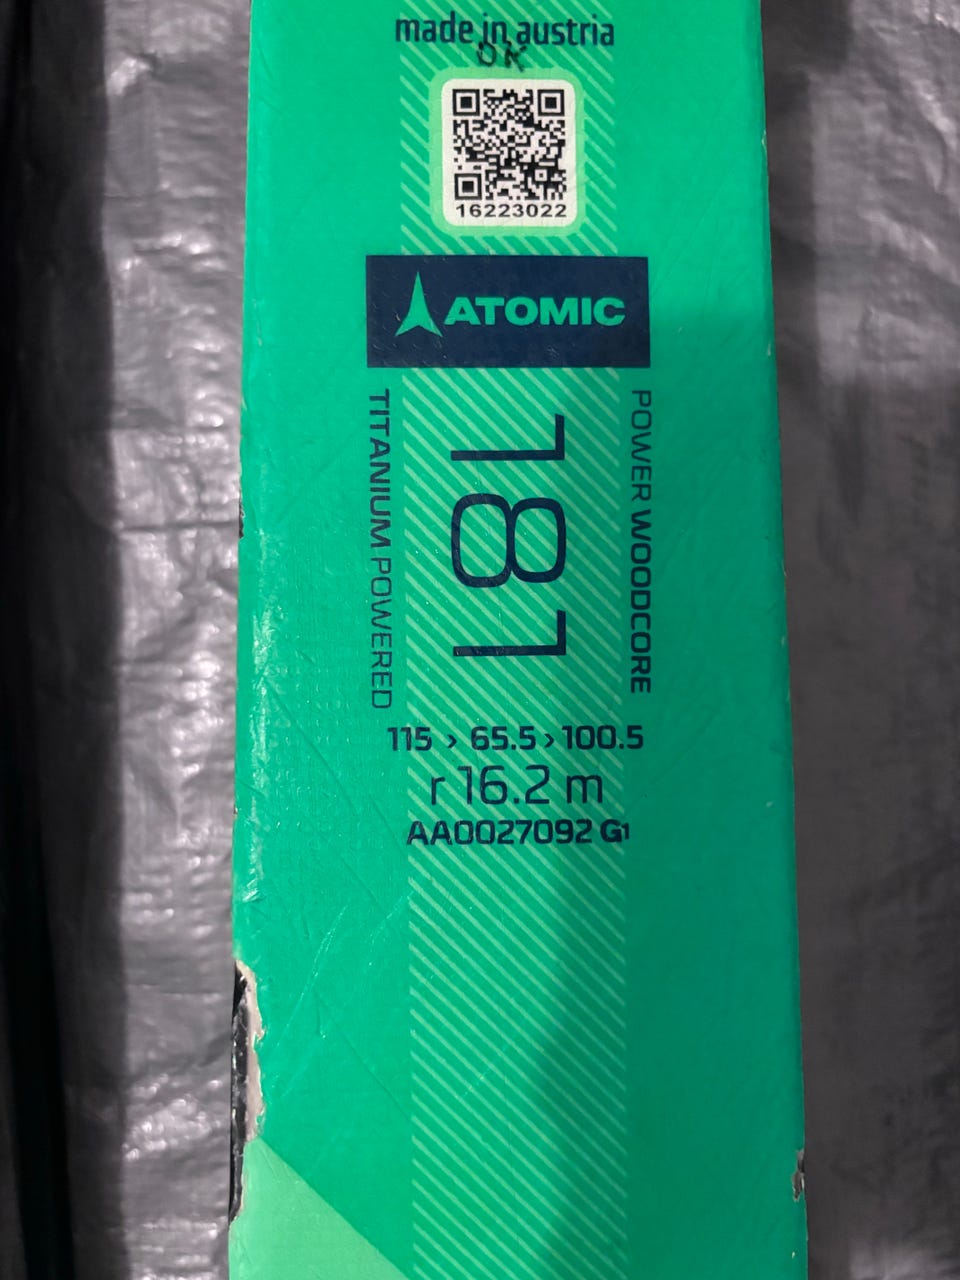 made in austria
OK
16223022
ATOMIC
TITANIUM POWERED
181
POWER WOODCORE
115 › 65.5 › 100.5
r 16.2 m
AA0027092 G1